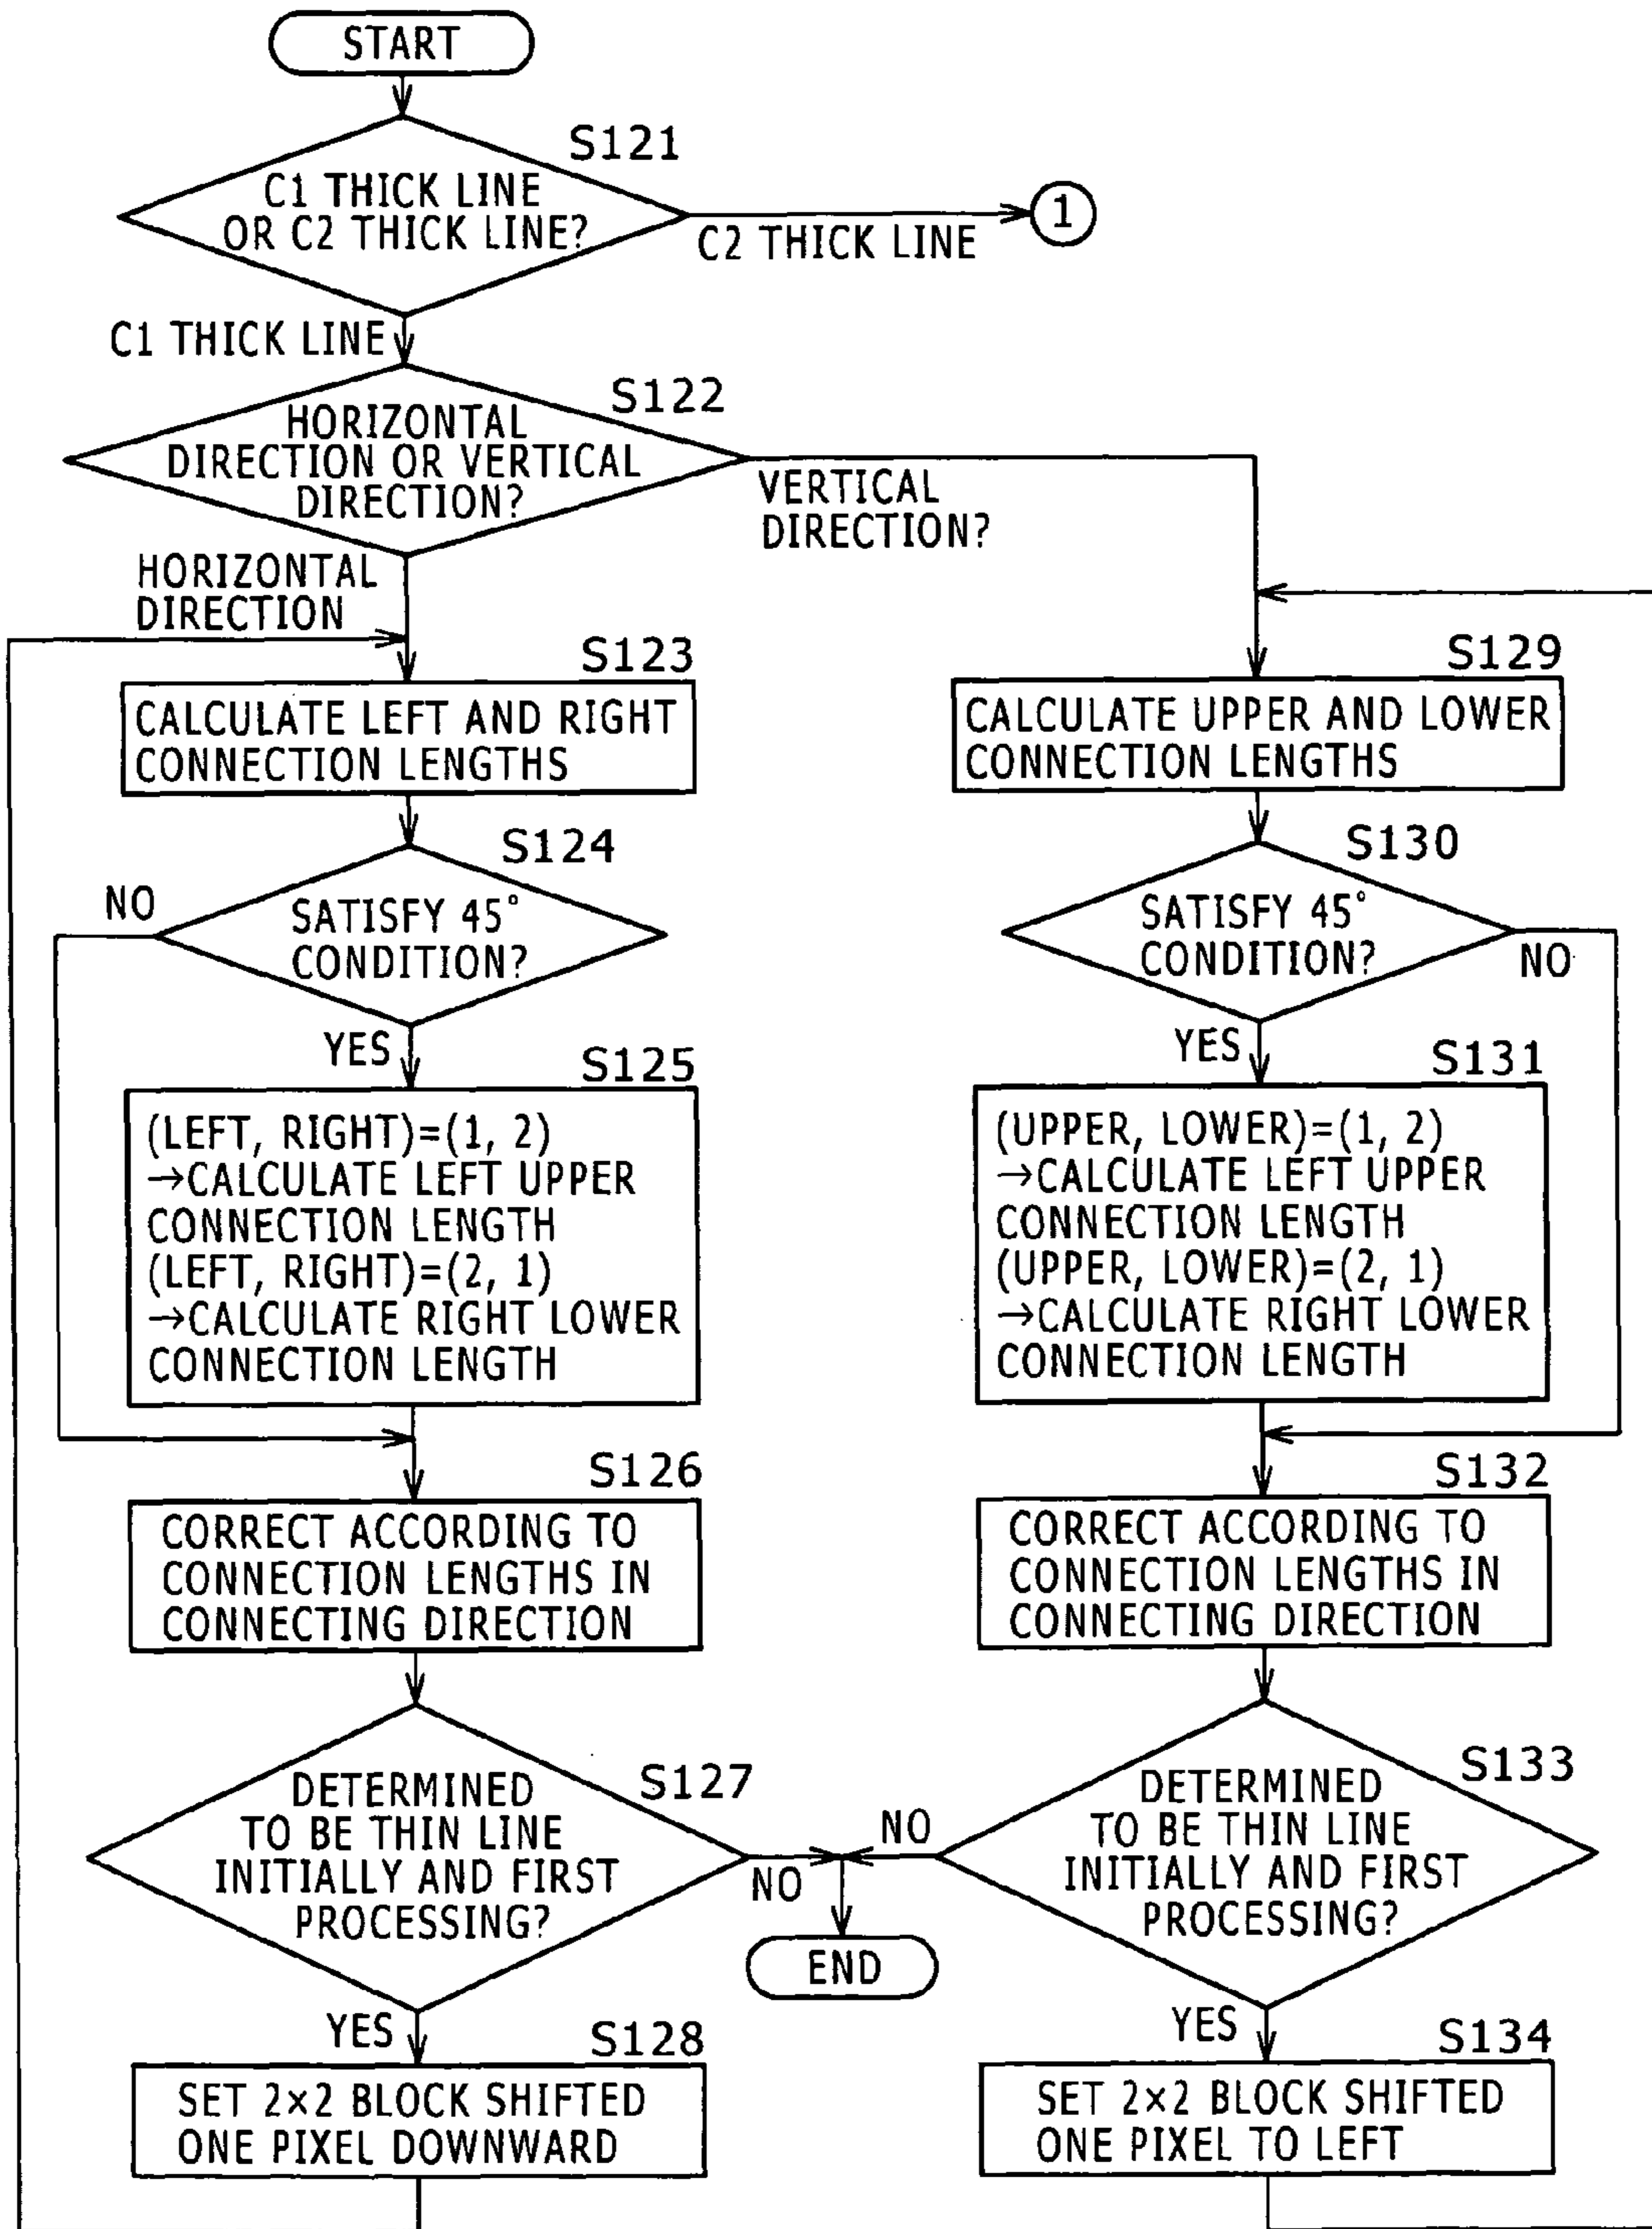 START
S121
C1 THICK LINE
OR C2 THICK LINE?
1
C2 THICK LINE
C1 THICK LINE
S122
HORIZONTAL
DIRECTION OR VERTICAL
DIRECTION?
VERTICAL
DIRECTION?
HORIZONTAL
DIRECTION
S123
CALCULATE LEFT AND RIGHT
CONNECTION LENGTHS
S124
NO
SATISFY 45°
CONDITION?
YES
S125
(LEFT, RIGHT)=(1, 2)
→CALCULATE LEFT UPPER
CONNECTION LENGTH
(LEFT, RIGHT)=(2, 1)
→CALCULATE RIGHT LOWER
CONNECTION LENGTH
S126
CORRECT ACCORDING TO
CONNECTION LENGTHS IN
CONNECTING DIRECTION
S127
DETERMINED
TO BE THIN LINE
INITIALLY AND FIRST
PROCESSING?
NO
YES
S128
SET 2×2 BLOCK SHIFTED
ONE PIXEL DOWNWARD
S129
CALCULATE UPPER AND LOWER
CONNECTION LENGTHS
S130
SATISFY 45°
CONDITION?
NO
YES
S131
(UPPER, LOWER)=(1, 2)
→CALCULATE LEFT UPPER
CONNECTION LENGTH
(UPPER, LOWER)=(2, 1)
→CALCULATE RIGHT LOWER
CONNECTION LENGTH
S132
CORRECT ACCORDING TO
CONNECTION LENGTHS IN
CONNECTING DIRECTION
S133
DETERMINED
TO BE THIN LINE
INITIALLY AND FIRST
PROCESSING?
NO
END
YES
S134
SET 2×2 BLOCK SHIFTED
ONE PIXEL TO LEFT